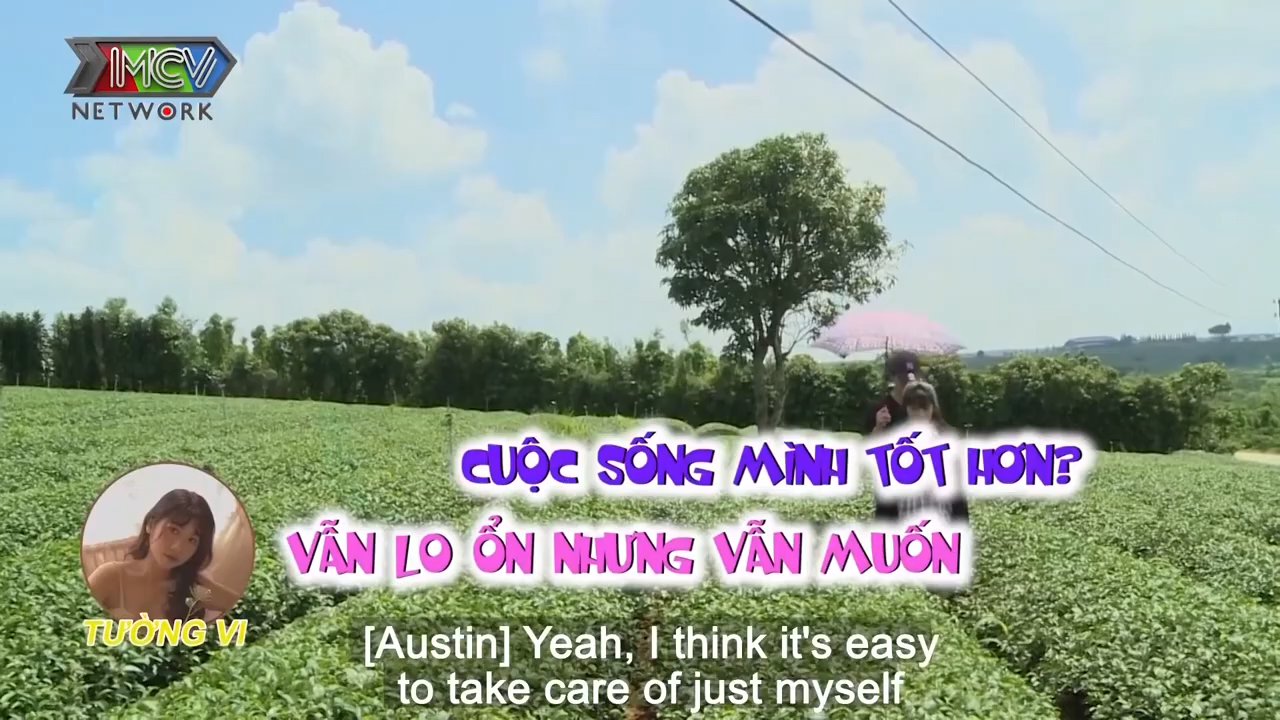 MCV
NETWORK
CUỘC SỐNG MÌNH TỐT HƠN?
VẪN LO ỔN NHƯNG VẪN MUỐN
TƯỜNG VI
[Austin] Yeah, I think it's easy
to take care of just myself